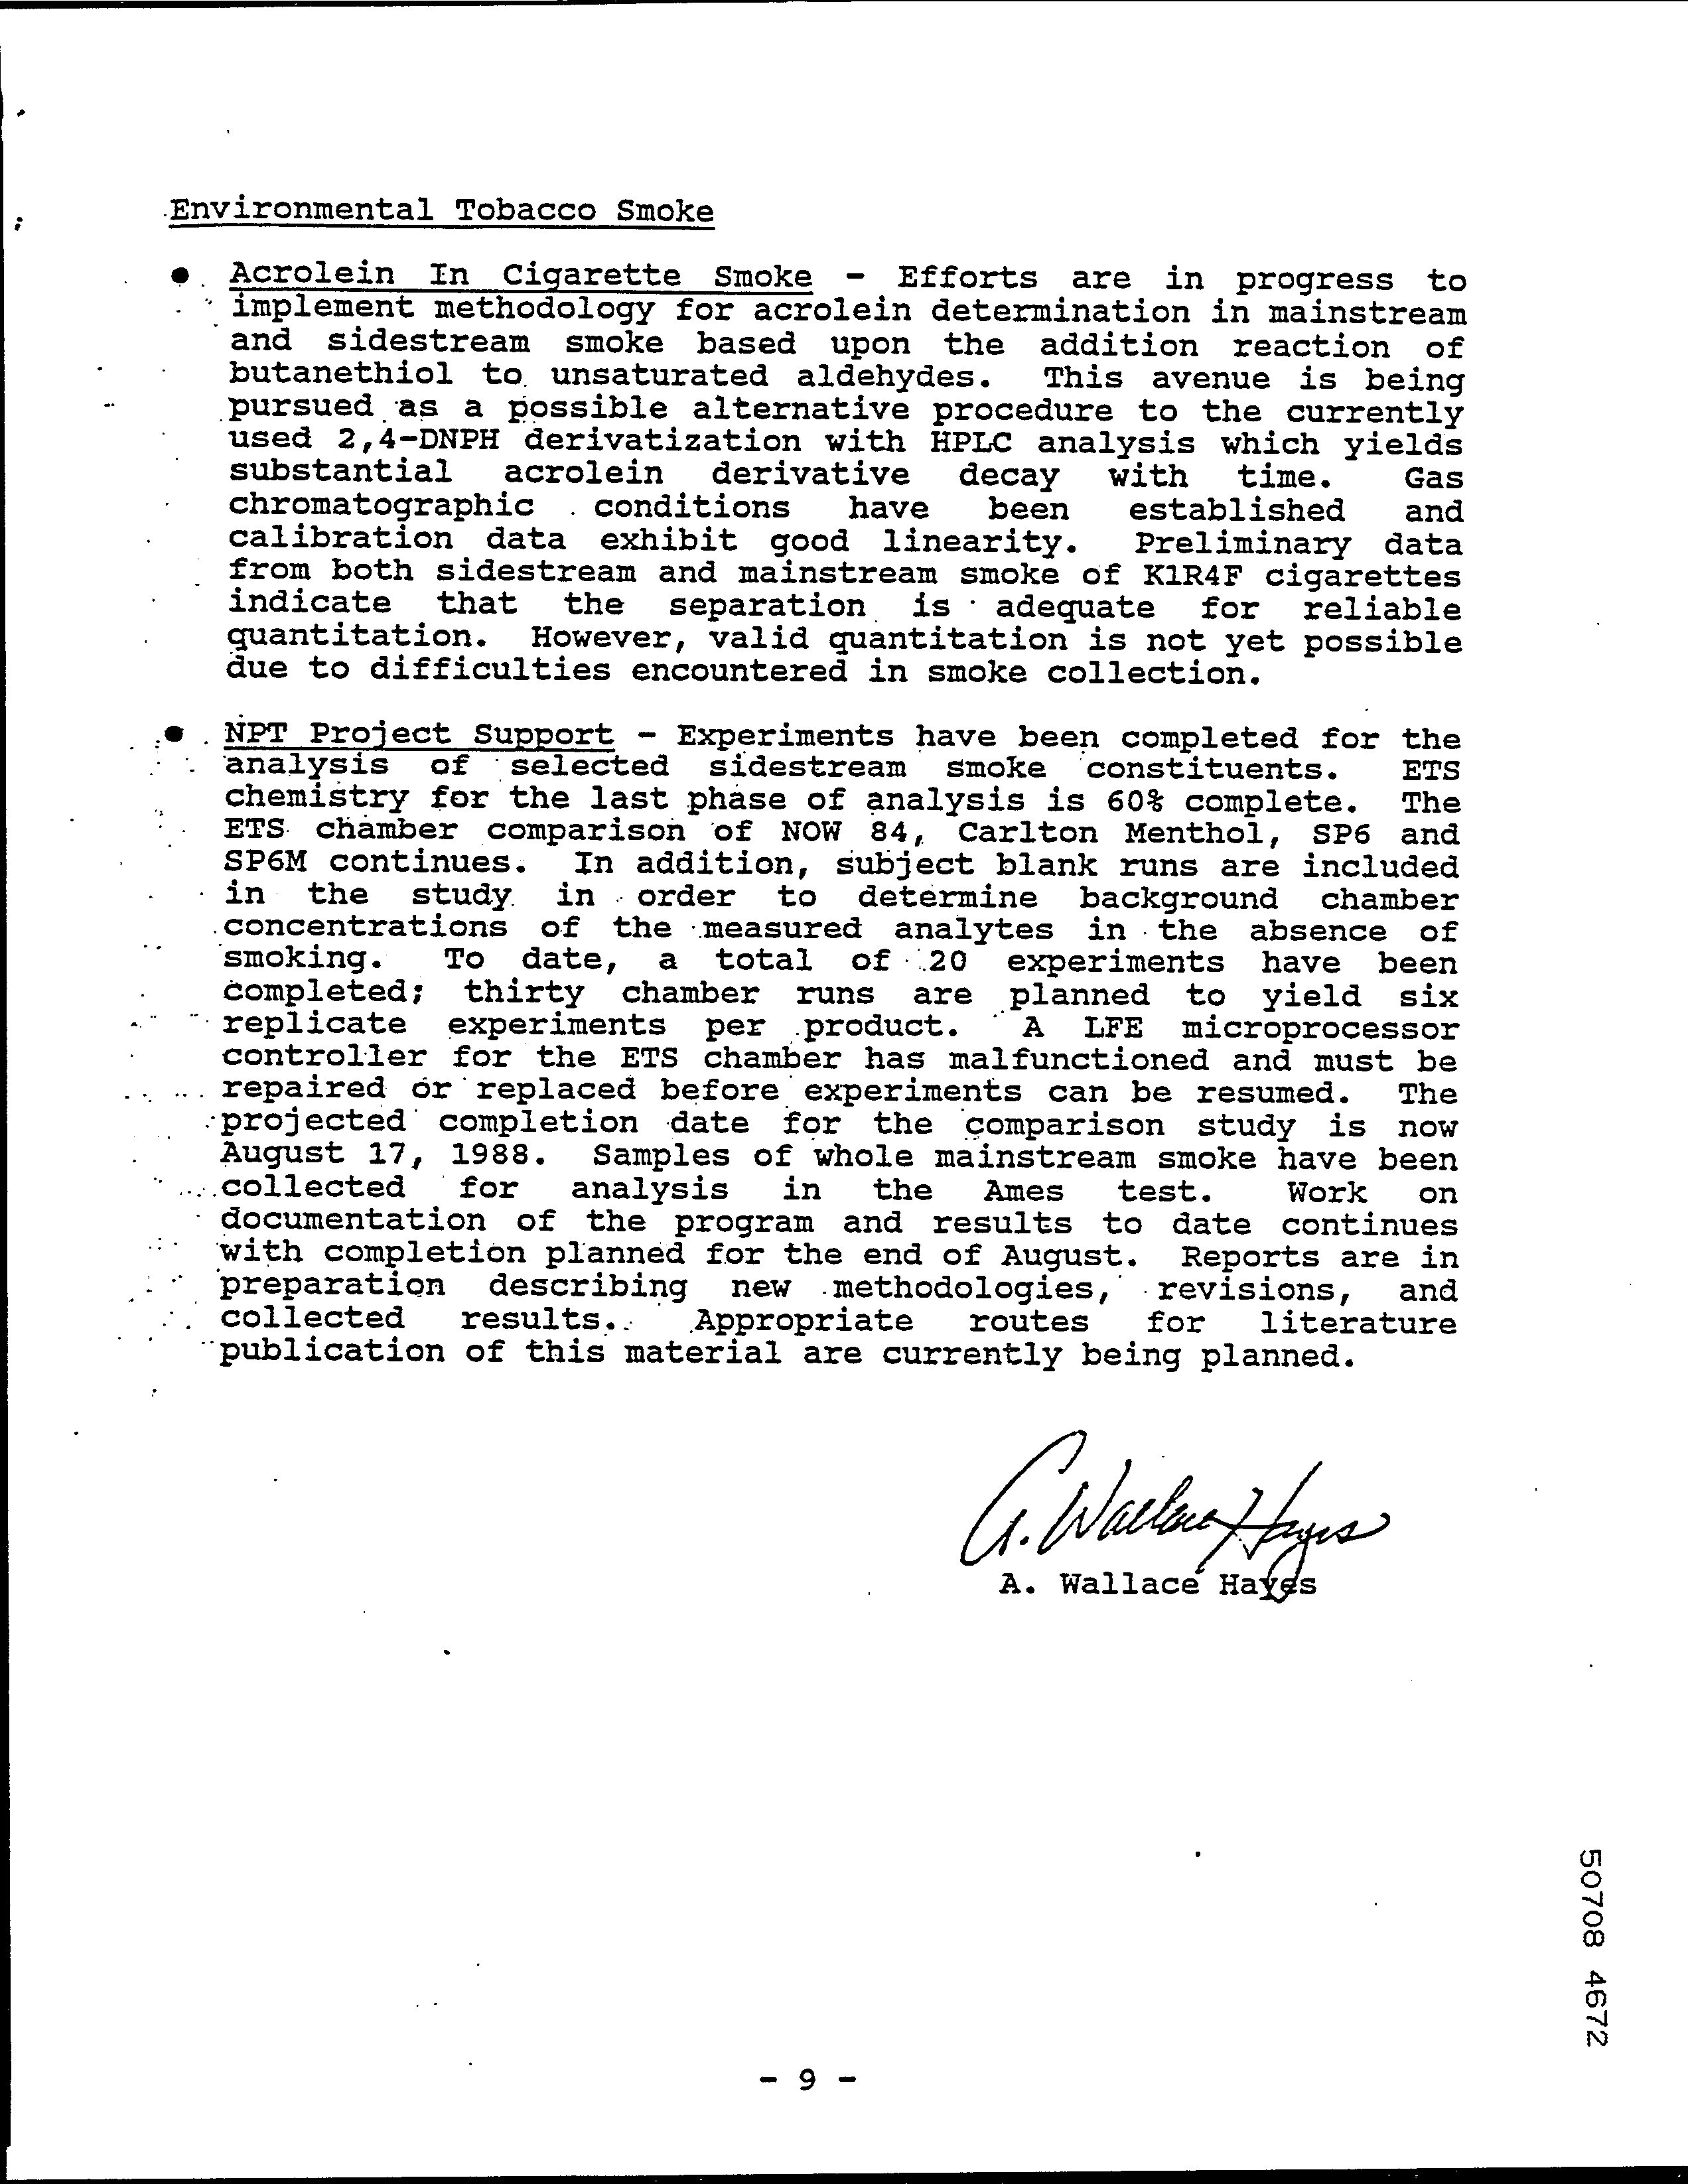 Environmental Tobacco Smoke
● Acrolein In Cigarette Smoke - Efforts are in progress to
implement methodology for acrolein determination in mainstream
and sidestream smoke based upon the addition reaction of
butanethiol to unsaturated aldehydes. This avenue is being
pursued as a possible alternative procedure to the currently
used 2,4-DNPH derivatization with HPLC analysis which yields
substantial acrolein derivative decay with time. Gas
chromatographic conditions have been established and
calibration data exhibit good linearity. Preliminary data
from both sidestream and mainstream smoke of K1R4F cigarettes
indicate that the separation is adequate for reliable
quantitation. However, valid quantitation is not yet possible
due to difficulties encountered in smoke collection.
● NPT Project Support - Experiments have been completed for the
analysis of selected sidestream smoke constituents. ETS
chemistry for the last phase of analysis is 60% complete. The
ETS chamber comparison of NOW 84, Carlton Menthol, SP6 and
SP6M continues. In addition, subject blank runs are included
in the study in order to determine background chamber
concentrations of the measured analytes in the absence of
smoking. To date, a total of 20 experiments have been
completed; thirty chamber runs are planned to yield six
replicate experiments per product. A LFE microprocessor
controller for the ETS chamber has malfunctioned and must be
repaired or replaced before experiments can be resumed. The
projected completion date for the comparison study is now
August 17, 1988. Samples of whole mainstream smoke have been
collected for analysis in the Ames test. Work on
documentation of the program and results to date continues
with completion planned for the end of August. Reports are in
preparation describing new methodologies, revisions, and
collected results. Appropriate routes for literature
publication of this material are currently being planned.
A. Wallace Hayes
A. Wallace Hayes
50708 4672
- 9 -